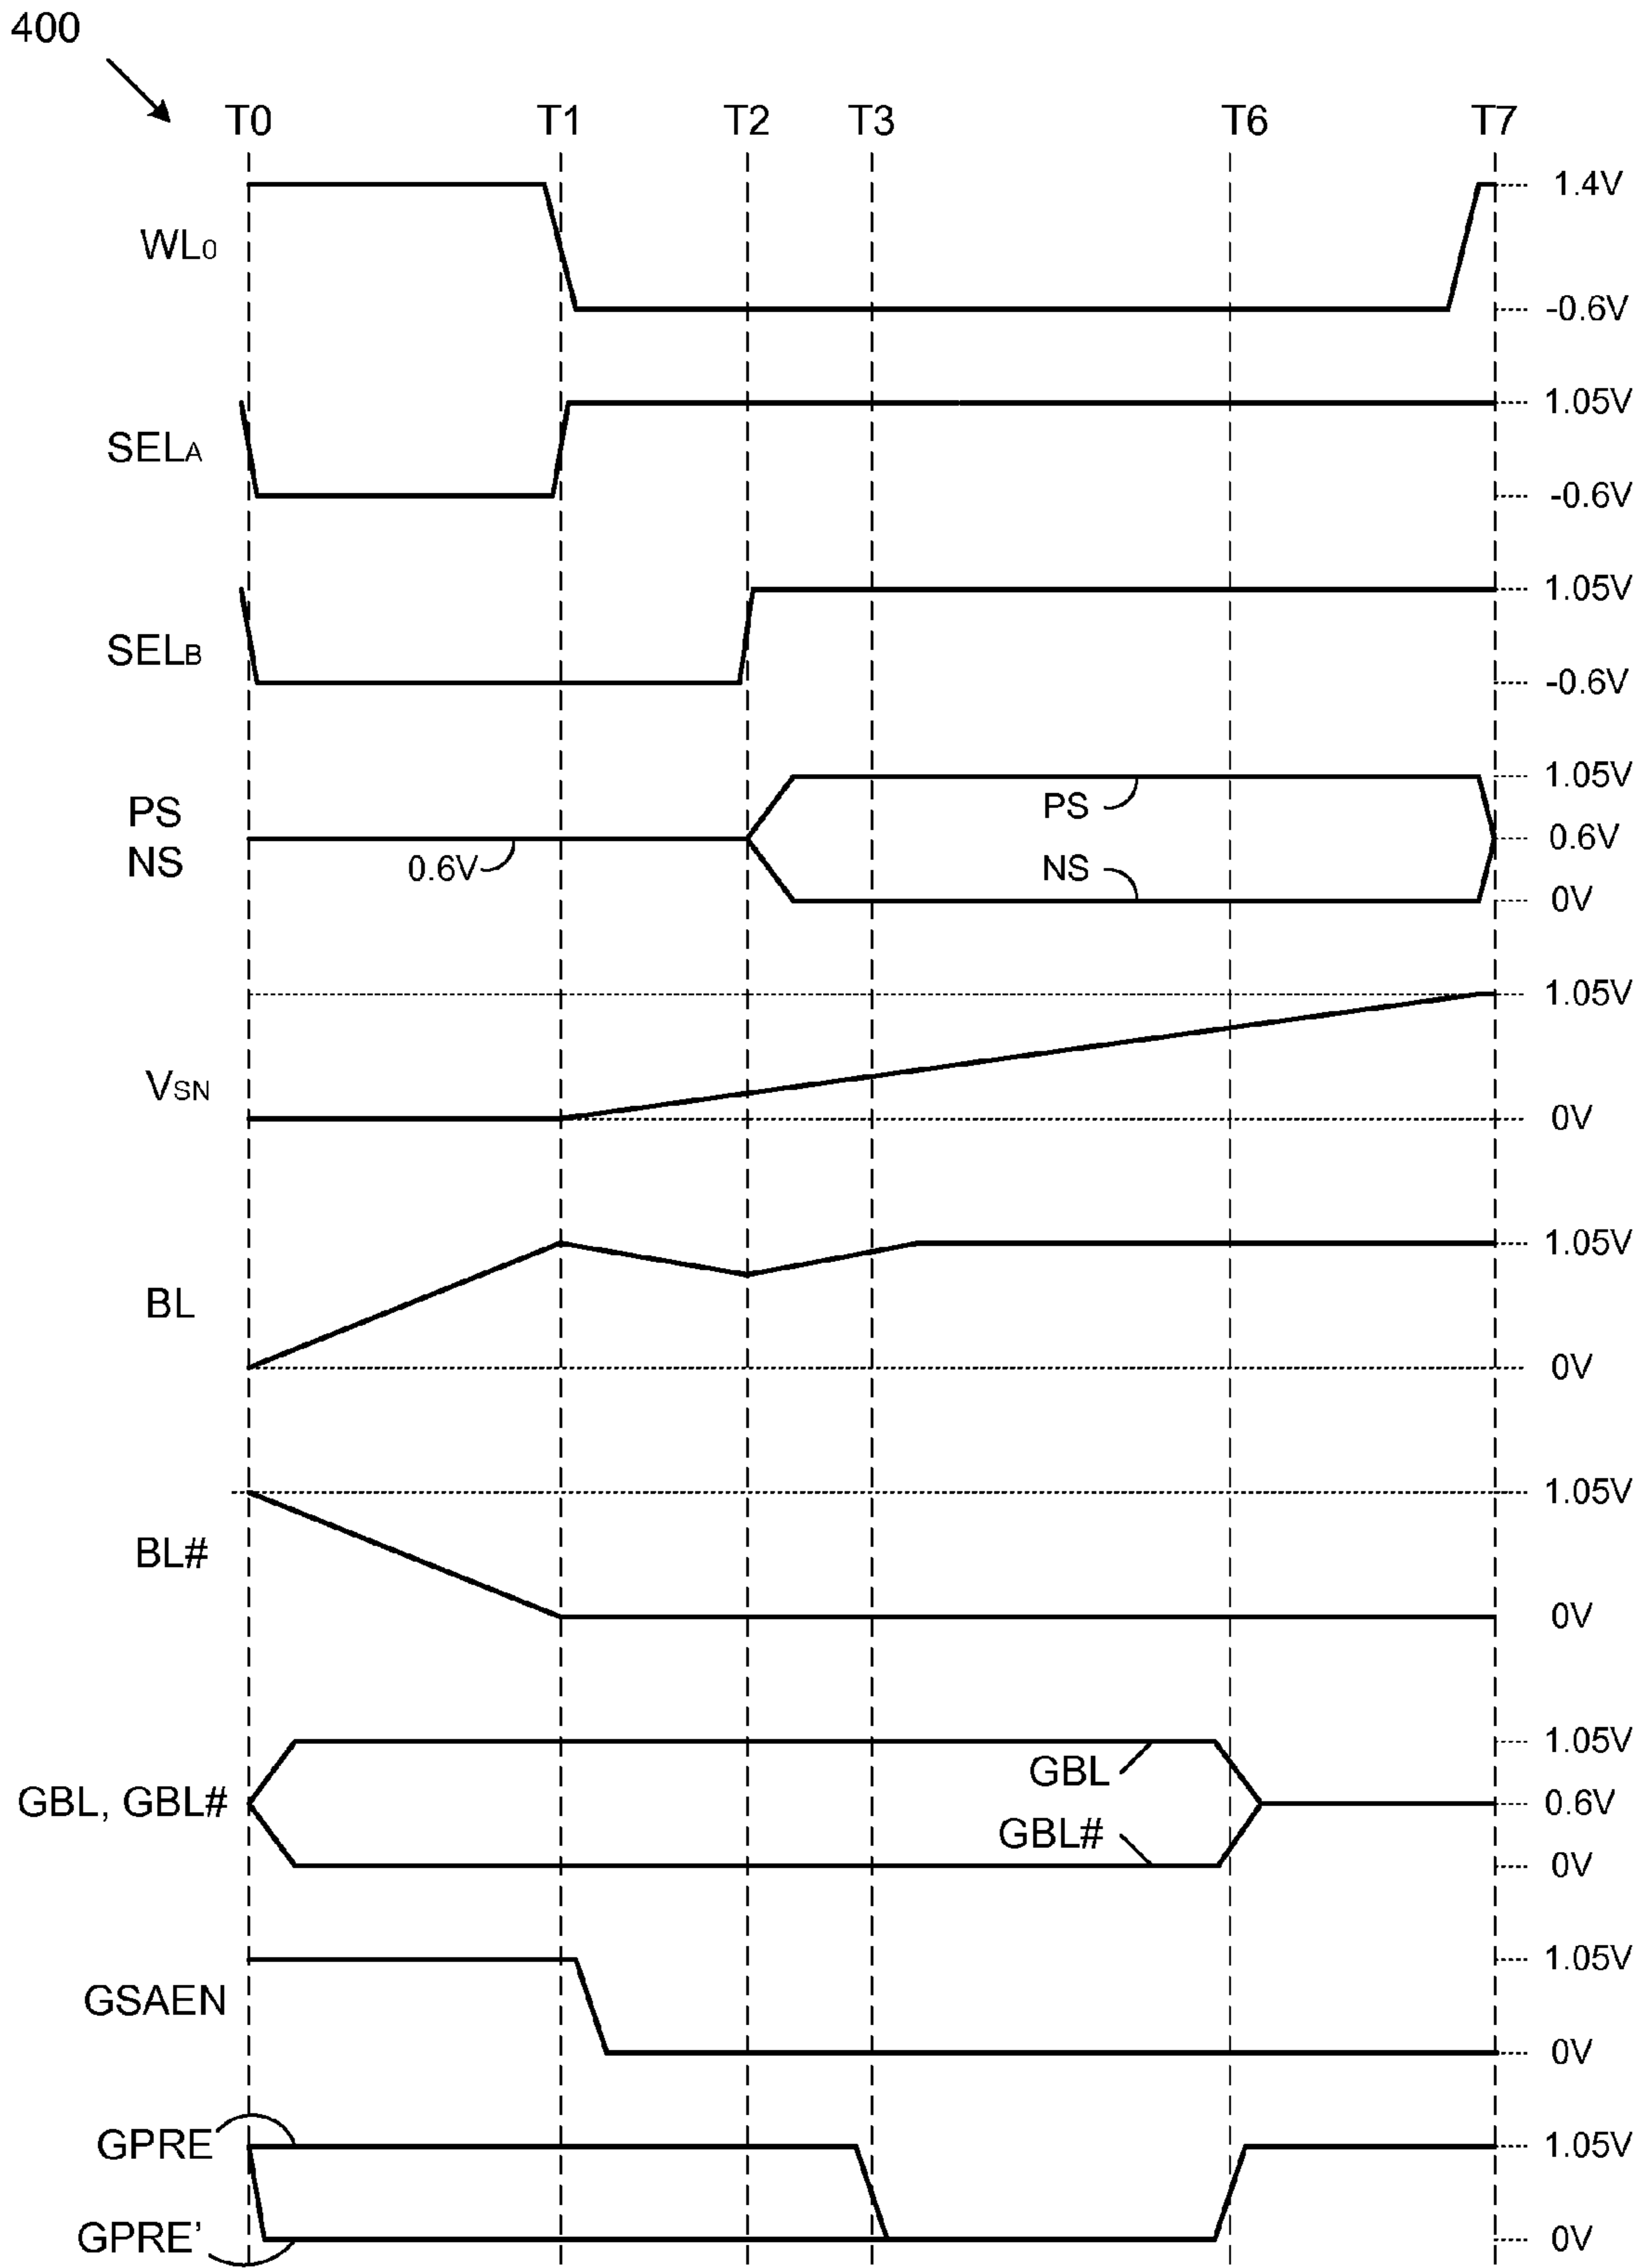 400
T0 T1 T2 T3 T6 T7
1.4V
WL0
-0.6V
1.05V
SELA
-0.6V
1.05V
SELB
-0.6V
1.05V
PS
PS
0.6V
NS
0.6V
NS
0V
1.05V
VSN
0V
1.05V
BL
0V
1.05V
BL#
0V
1.05V
GBL
GBL, GBL#
0.6V
GBL#
0V
1.05V
GSAEN
0V
GPRE
1.05V
GPRE’
0V